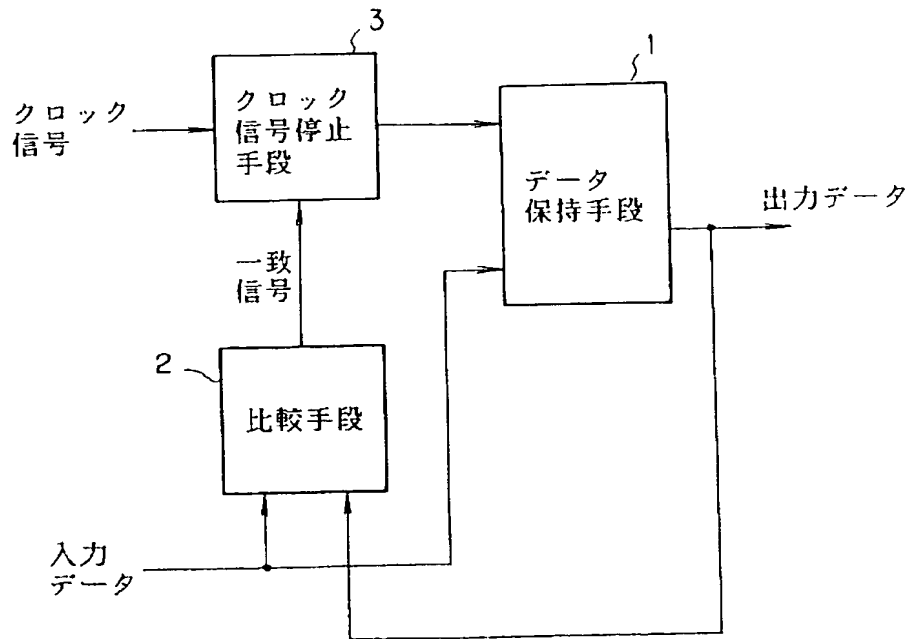 3
クロック
信号
クロック
信号停止
手段
1
データ
保持手段
出力データ
一致
信号
2
比較手段
入力
データ